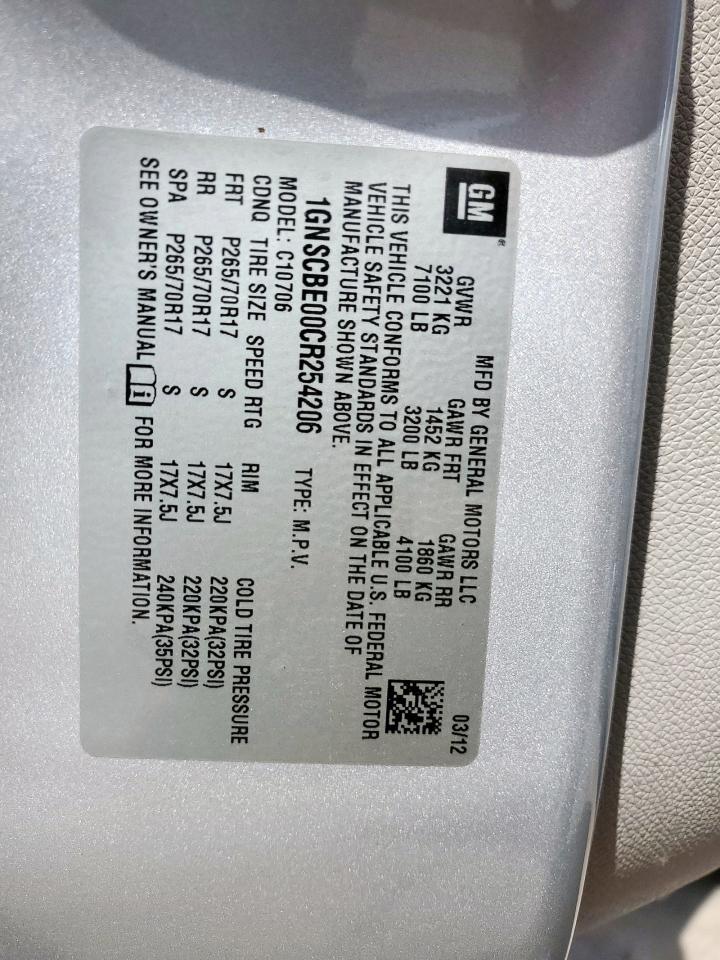 GM®
MFD BY GENERAL MOTORS LLC 03/12
GVWR GAWR FRT GAWR RR
3221 KG 1452 KG 1860 KG
7100 LB 3200 LB 4100 LB
THIS VEHICLE CONFORMS TO ALL APPLICABLE U.S. FEDERAL MOTOR
VEHICLE SAFETY STANDARDS IN EFFECT ON THE DATE OF
MANUFACTURE SHOWN ABOVE.
1GNSCBE00CR254206 TYPE: M.P.V.
MODEL: C10706
CDNQ TIRE SIZE SPEED RTG RIM COLD TIRE PRESSURE
FRT P265/70R17 S 17X7.5J 220KPA(32PSI)
RR P265/70R17 S 17X7.5J 220KPA(32PSI)
SPA P265/70R17 S 17X7.5J 240KPA(35PSI)
SEE OWNER'S MANUAL i FOR MORE INFORMATION.